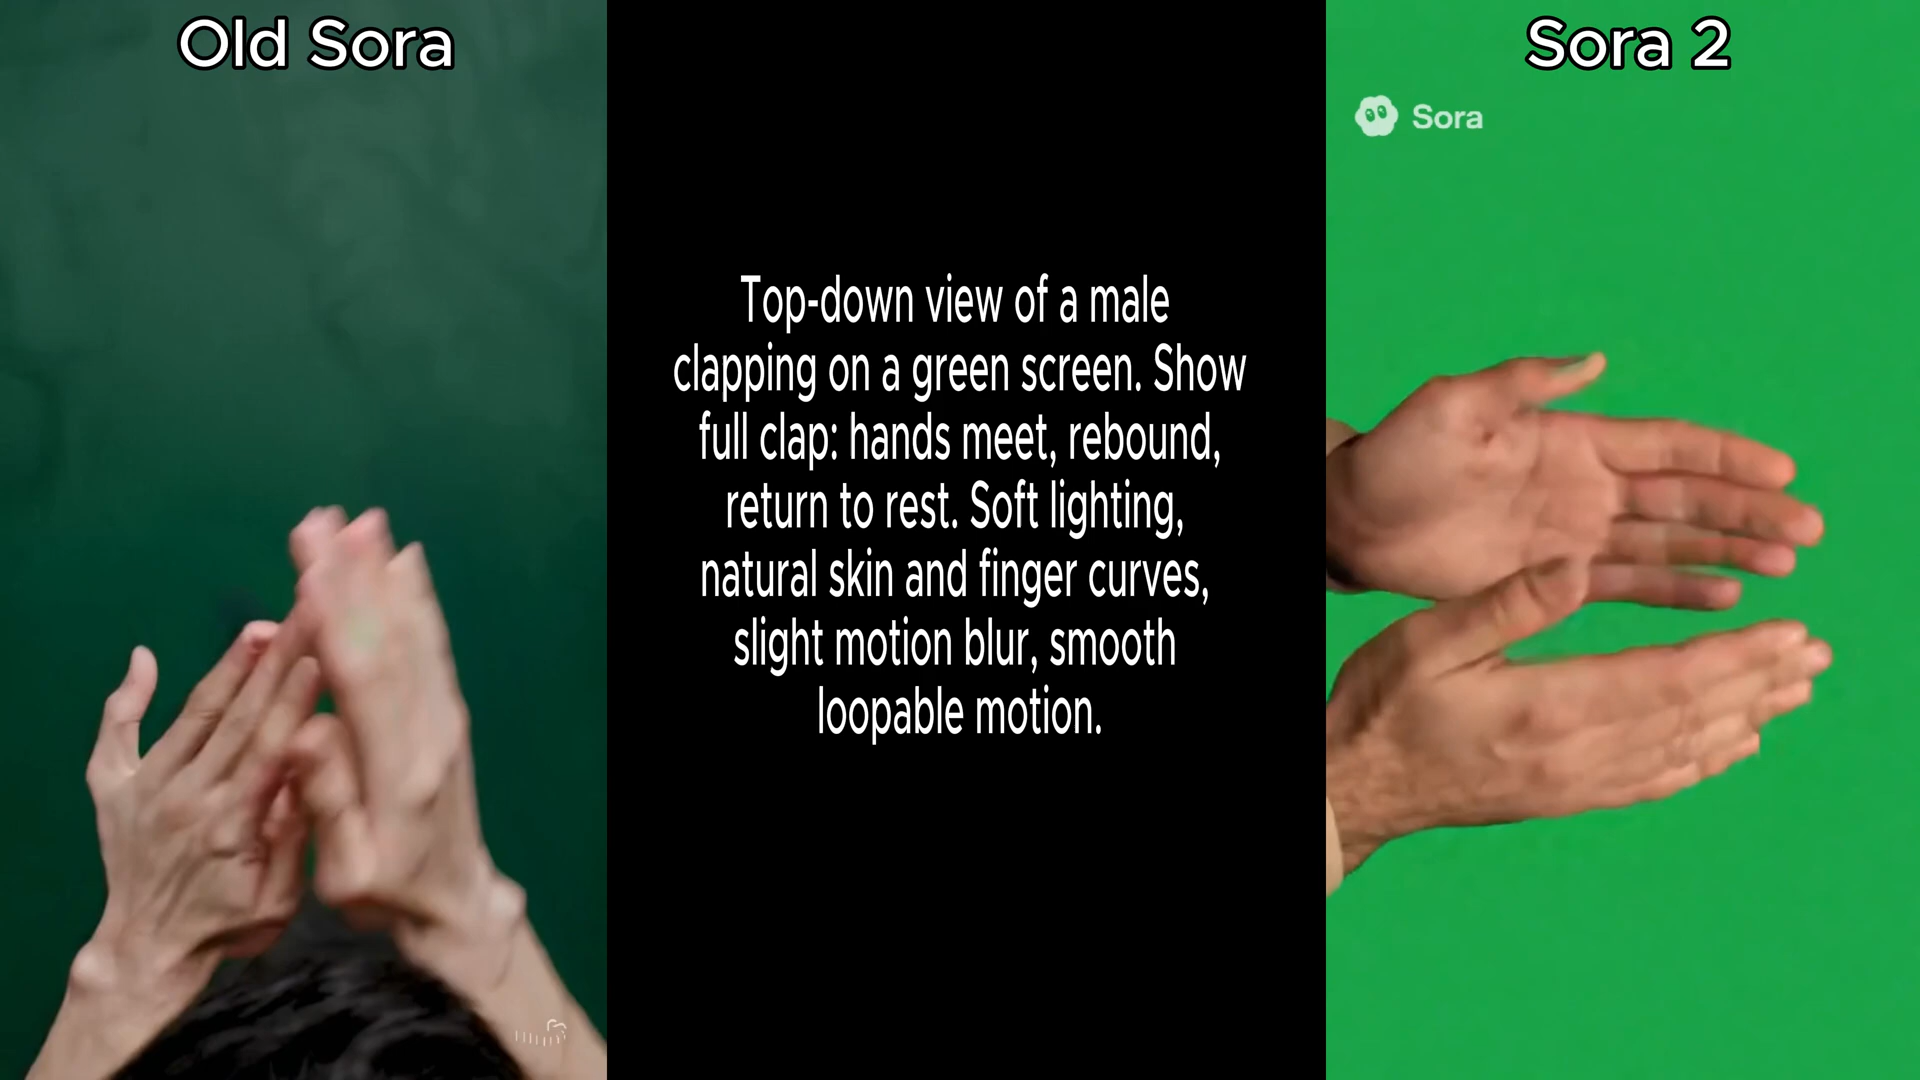 Old Sora
Top-down view of a male
clapping on a green screen. Show
full clap: hands meet, rebound,
return to rest. Soft lighting,
natural skin and finger curves,
slight motion blur, smooth
loopable motion.
Sora 2
Sora